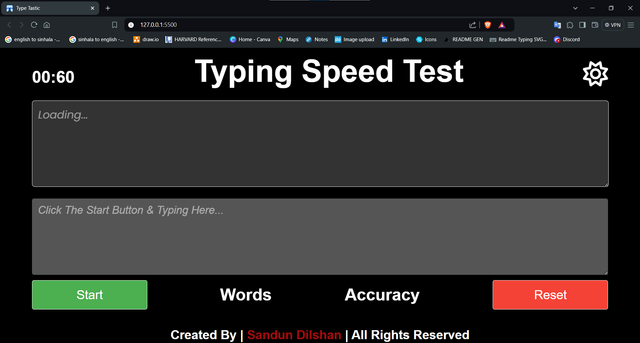 Type Tastic
127.0.0.1:5500
VPN
english to sinhala -...
sinhala to english -...
draw.io
HARVARD Referenc...
Home - Canva
Maps
Notes
Image upload
LinkedIn
Icons
README GEN
Readme Typing SVG...
Discord
00:60
Typing Speed Test
Loading...
Click The Start Button & Typing Here...
Start
Words
Accuracy
Reset
Created By | Sandun Dilshan | All Rights Reserved